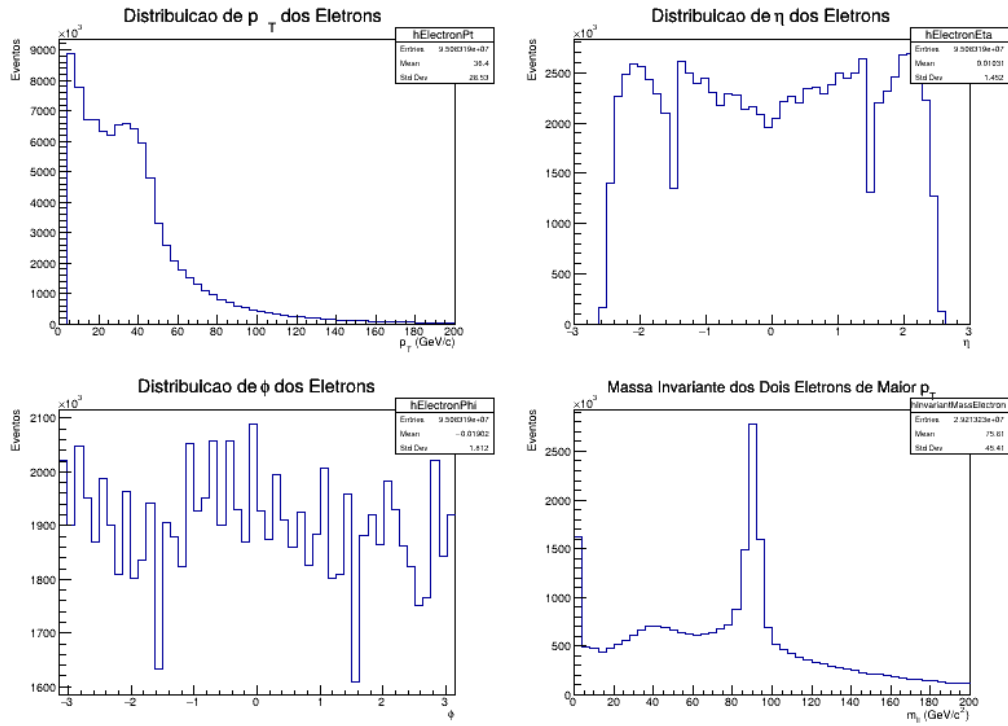 Distribuicao de p_T dos Eletrons
hElectronPt
Entries 9.506319e+07
Mean 36.4
Std Dev 28.53
×10³
Eventos
9000
8000
7000
6000
5000
4000
3000
2000
1000
0
0 20 40 60 80 100 120 140 160 180 200
p_T (GeV/c)
Distribuicao de η dos Eletrons
hElectronEta
Entries 9.506319e+07
Mean 0.01031
Std Dev 1.452
×10³
Eventos
2500
2000
1500
1000
500
0
−3 −2 −1 0 1 2 3
η
Distribuicao de ϕ dos Eletrons
hElectronPhi
Entries 9.506319e+07
Mean −0.01902
Std Dev 1.812
×10³
Eventos
2100
2000
1900
1800
1700
1600
−3 −2 −1 0 1 2 3
ϕ
Massa Invariante dos Dois Eletrons de Maior p_T
hInvariantMassElectron
Entries 2.921323e+07
Mean 75.61
Std Dev 45.41
×10³
Eventos
2500
2000
1500
1000
500
0
0 20 40 60 80 100 120 140 160 180 200
m_ll (GeV/c²)